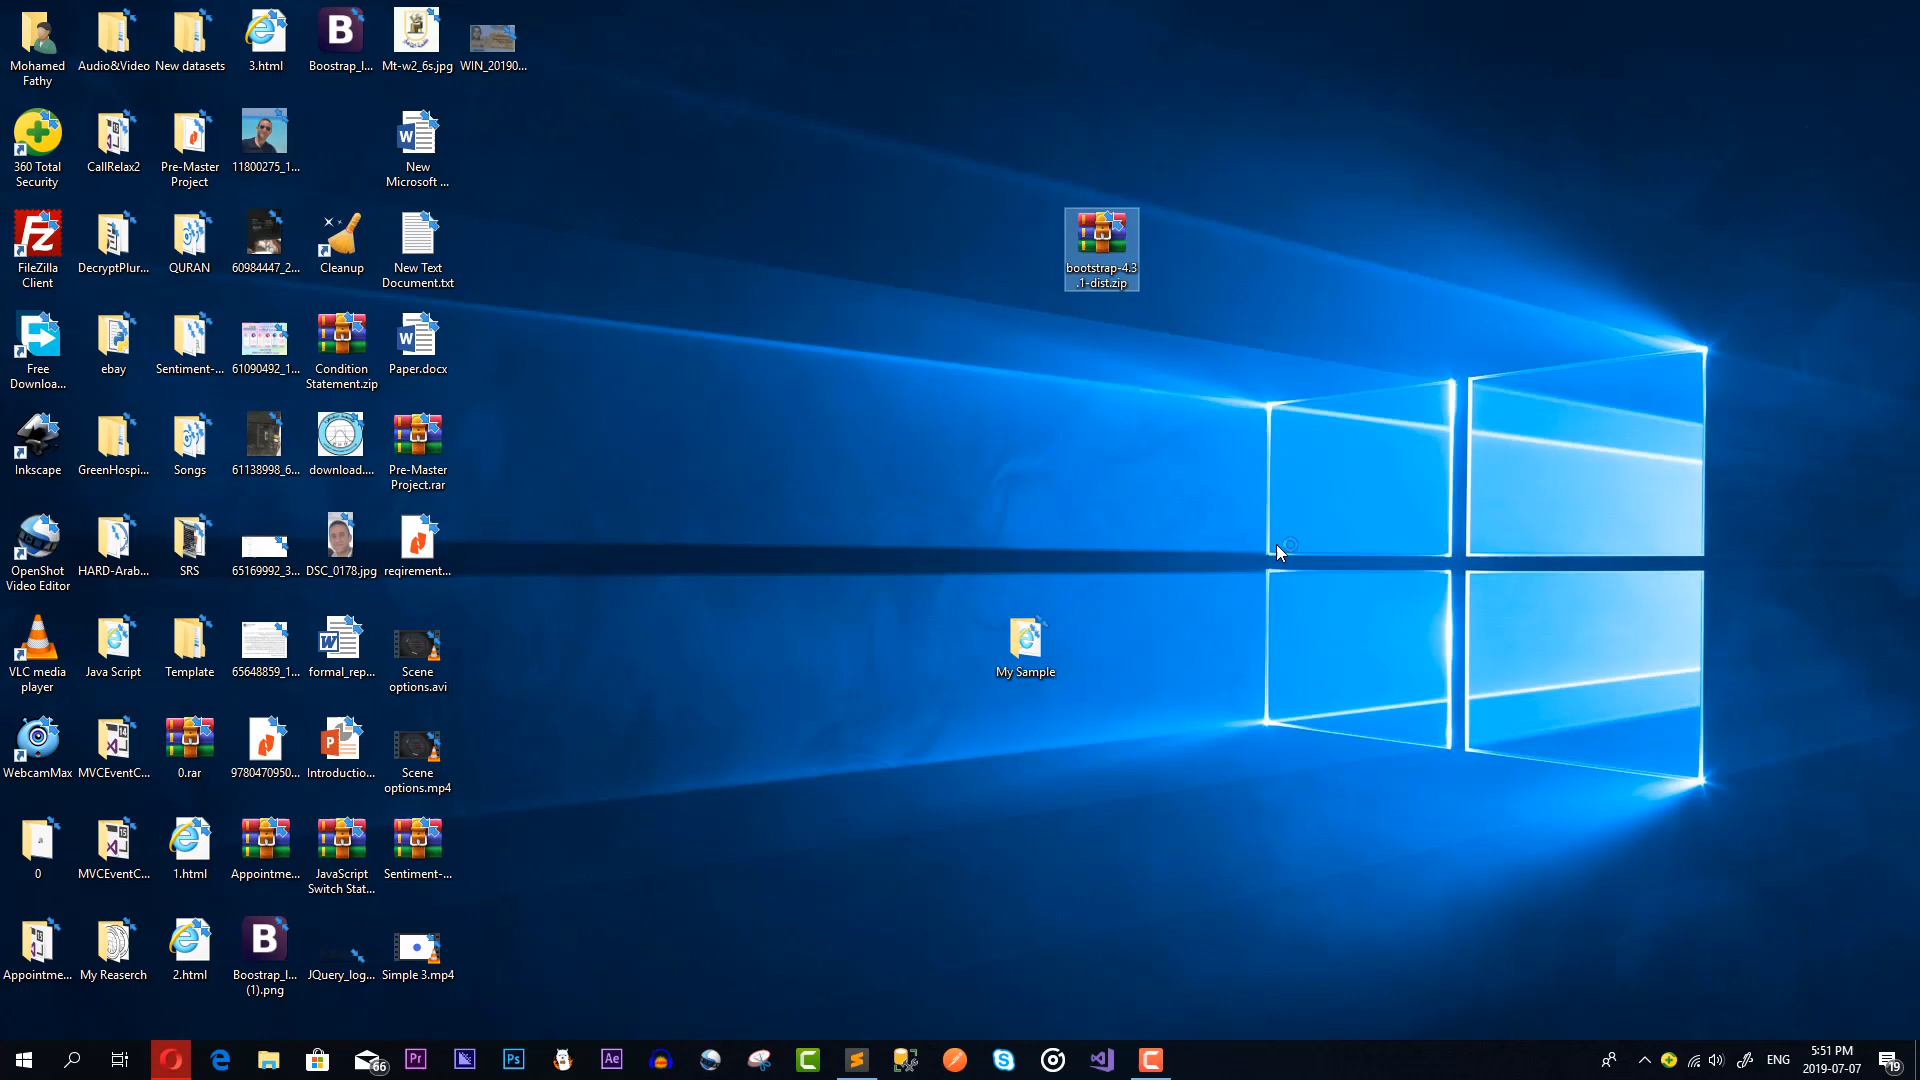 Mohamed
Fathy
Audio&Video
New datasets
3.html
Boostrap_l...
Mt-w2_6s.jpg
WIN_20190...
360 Total
Security
CallRelax2
Pre-Master
Project
11800275_1...
New
Microsoft ...
FileZilla
Client
DecryptPlur...
QURAN
60984447_2...
Cleanup
New Text
Document.txt
bootstrap-4.3
.1-dist.zip
Free
Downloa...
ebay
Sentiment-...
61090492_1...
Condition
Statement.zip
Paper.docx
Inkscape
GreenHospi...
Songs
61138998_6...
download....
Pre-Master
Project.rar
OpenShot
Video Editor
HARD-Arab...
SRS
65169992_3...
DSC_0178.jpg
reqirement...
VLC media
player
Java Script
Template
65648859_1...
formal_rep...
Scene
options.avi
My Sample
WebcamMax
MVCEventC...
0.rar
9780470950...
Introductio...
Scene
options.mp4
0
MVCEventC...
1.html
Appointme...
JavaScript
Switch Stat...
Sentiment-...
Appointme...
My Reaserch
2.html
Boostrap_l...
(1).png
JQuery_log...
Simple 3.mp4
66
Pr
Ps
Ae
ENG
5:51 PM
2019-07-07
19